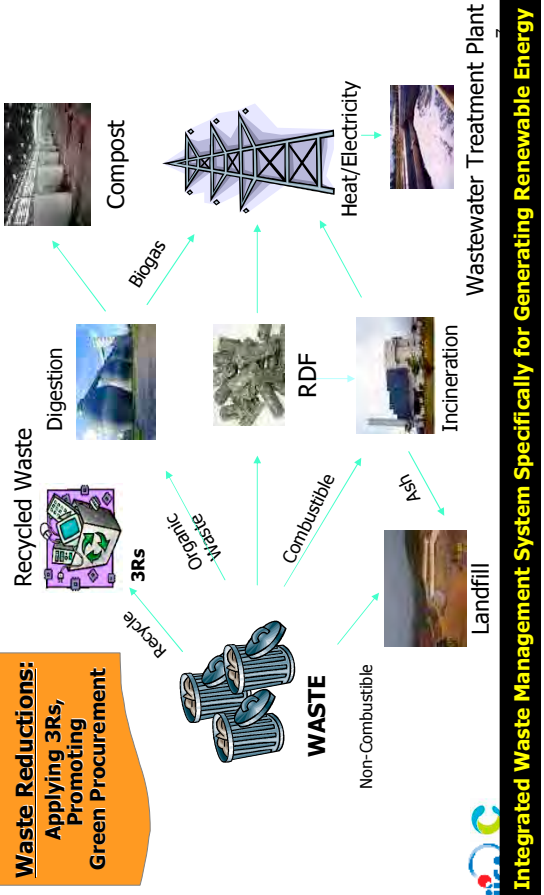 Waste Reductions:
Applying 3Rs,
Promoting
Green Procurement
Recycled Waste
3Rs
Recycle
Digestion
Organic
Waste
Compost
Biogas
WASTE
RDF
Combustible
Heat/Electricity
Non-Combustible
Landfill
Ash
Incineration
Wastewater Treatment Plant
7
Integrated Waste Management System Specifically for Generating Renewable Energy